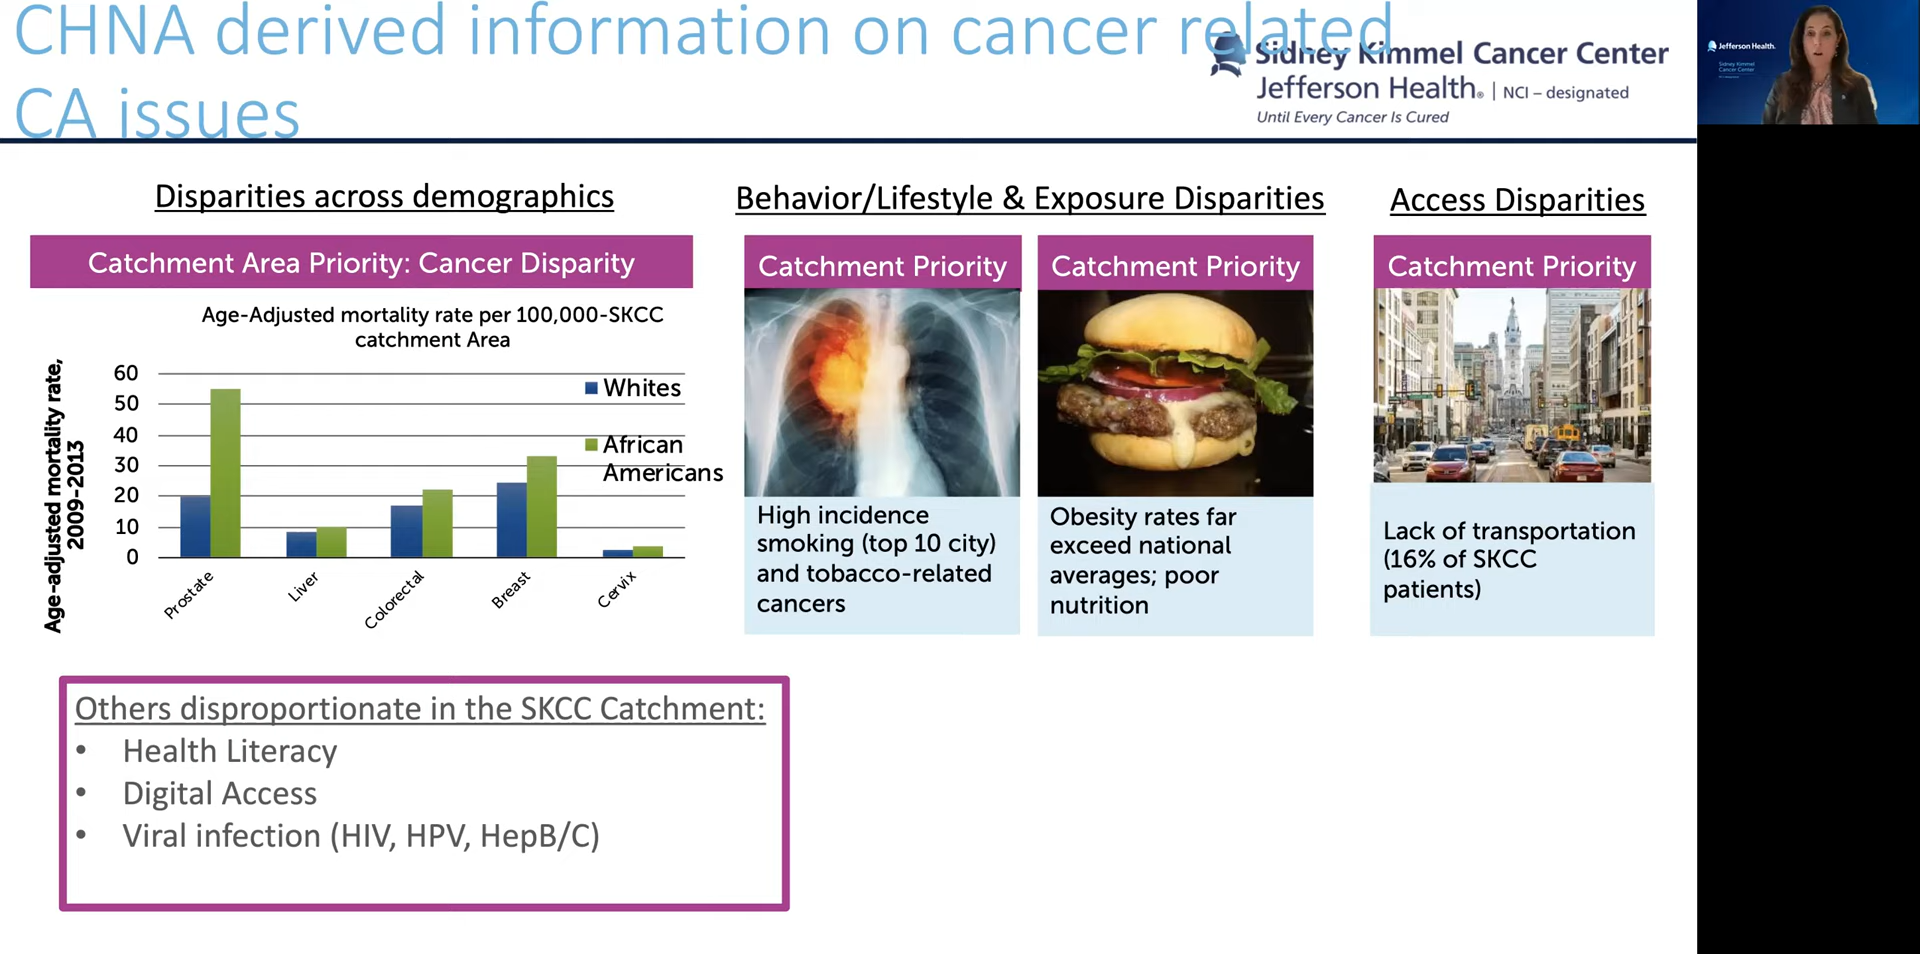 CHNA derived information on cancer related
CA issues
Sidney Kimmel Cancer Center
Jefferson Health® | NCI – designated
Until Every Cancer Is Cured
Jefferson Health.
Sidney Kimmel
Cancer Center
Disparities across demographics
Catchment Area Priority: Cancer Disparity
Age-Adjusted mortality rate per 100,000-SKCC
catchment Area
Age-adjusted mortality rate,
2009-2013
60
50
40
30
20
10
0
Whites
African
Americans
Prostate
Liver
Colorectal
Breast
Cervix
Behavior/Lifestyle & Exposure Disparities
Catchment Priority
High incidence
smoking (top 10 city)
and tobacco-related
cancers
Catchment Priority
Obesity rates far
exceed national
averages; poor
nutrition
Access Disparities
Catchment Priority
Lack of transportation
(16% of SKCC
patients)
Others disproportionate in the SKCC Catchment:
• Health Literacy
• Digital Access
• Viral infection (HIV, HPV, HepB/C)